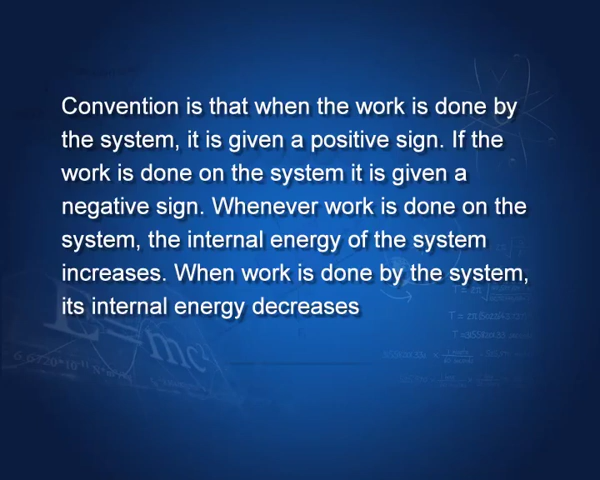 Convention is that when the work is done by
the system, it is given a positive sign. If the
work is done on the system it is given a
negative sign. Whenever work is done on the
system, the internal energy of the system
increases. When work is done by the system,
its internal energy decreases
E=mc²